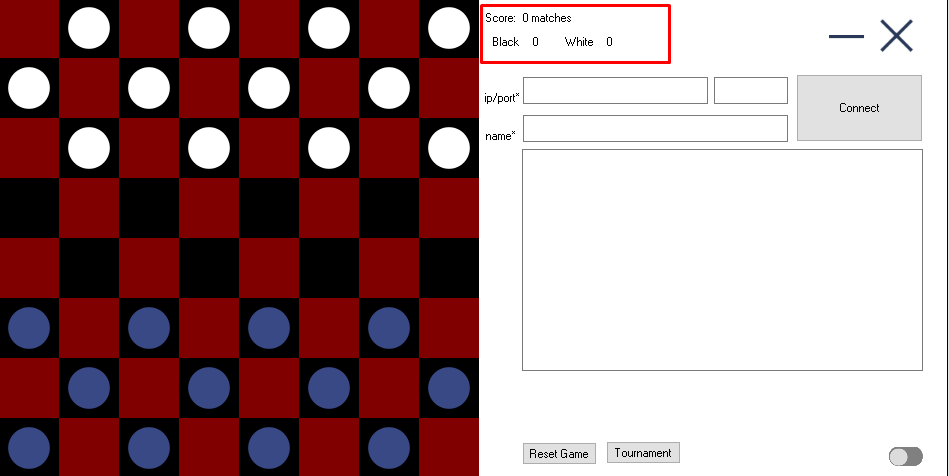 Score: 0 matches
Black 0 White 0
ip/port*
Connect
name*
Reset Game
Tournament